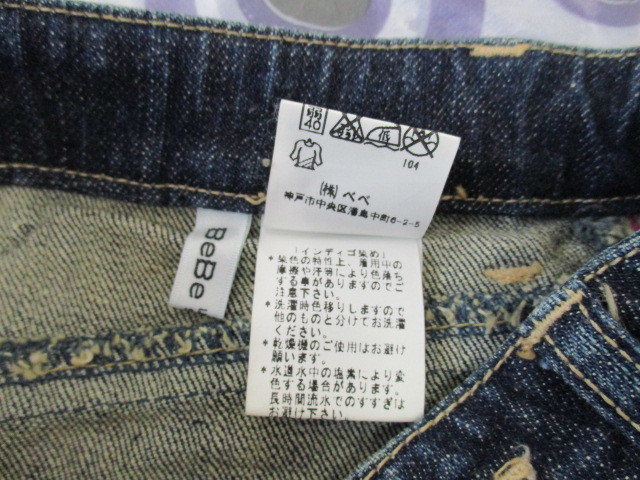 弱
40
エンソサラシ
低
104
(株)べべ
神戸市中央区港島中町6-2-5
BeBe
(インディゴ染め)
*染色の特性上、着用中の
摩擦や汗等により色落ち
する事がありますのでご
注意下さい。
*洗濯時色移りしますので
他のものと分けてお洗濯
ください。
*乾燥機のご使用はお避け
願います。
*水道水中の塩素により変
色する場合があります。
長時間流水でのすすぎは
お避け下さい。